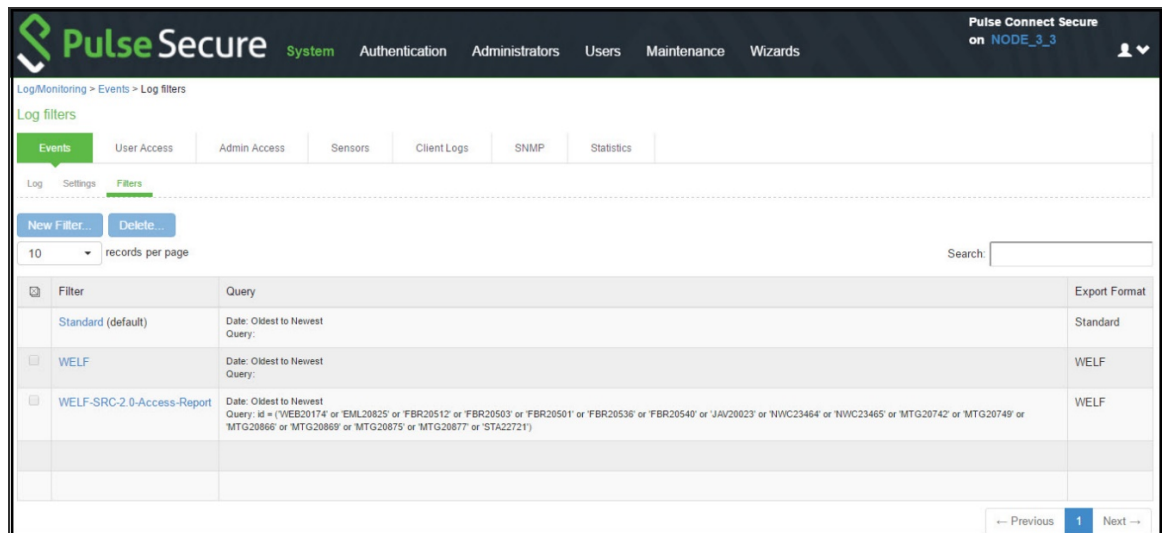 Pulse Secure
System Authentication Administrators Users Maintenance Wizards
Pulse Connect Secure
on NODE_3_3
Log/Monitoring > Events > Log filters
Log filters
Events User Access Admin Access Sensors Client Logs SNMP Statistics
Log Settings Filters
New Filter... Delete...
10 records per page
Search:
Filter Query Export Format
Standard (default) Date: Oldest to Newest Standard
Query:
WELF Date: Oldest to Newest WELF
Query:
WELF-SRC-2.0-Access-Report Date: Oldest to Newest WELF
Query: id = ('WEB20174' or 'EML20825' or 'FBR20512' or 'FBR20503' or 'FBR20501' or 'FBR20536' or 'FBR20540' or 'JAV20023' or 'NWC23464' or 'NWC23465' or 'MTG20742' or 'MTG20749' or
'MTG20866' or 'MTG20869' or 'MTG20875' or 'MTG20877' or 'STA22721')
← Previous 1 Next →